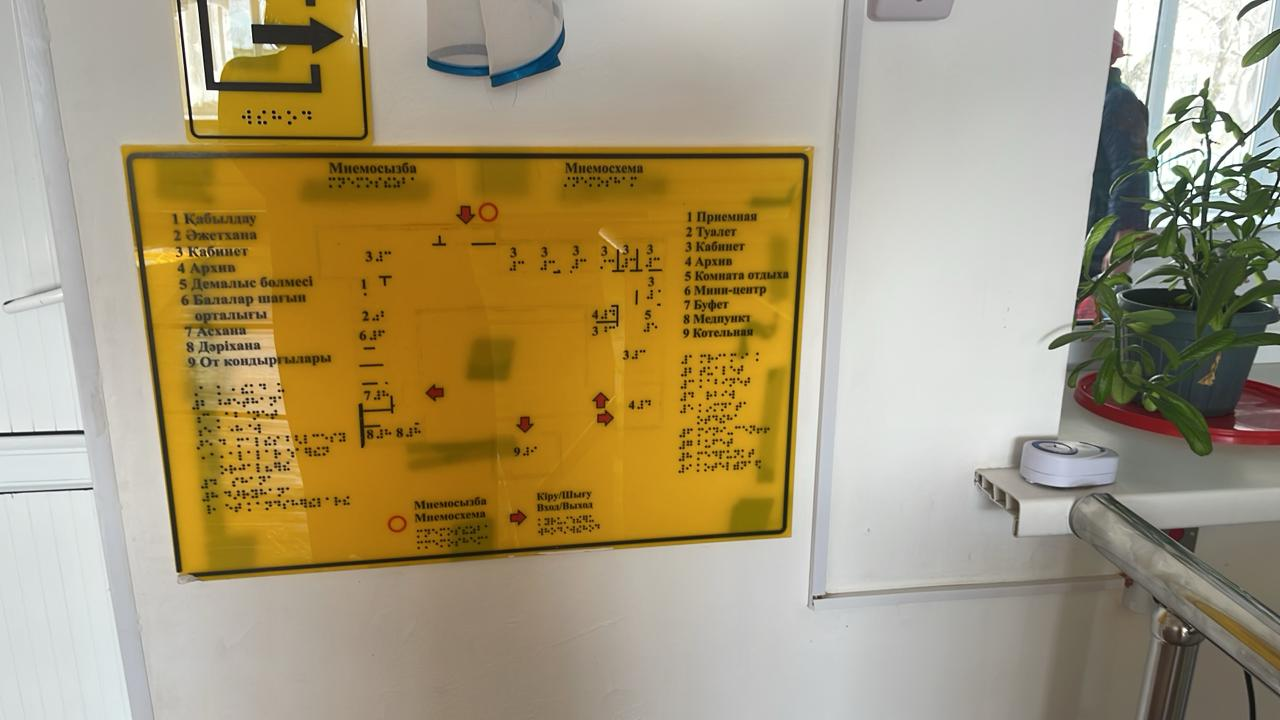 Мнемосызба
Мнемосхема
1 Қабылдау
2 Әжетхана
3 Кабинет
4 Архив
5 Демалыс бөлмесі
6 Балалар шағын
орталығы
7 Асхана
8 Дәріхана
9 От қондырғылары
3
1
2
6
7
8 8
3 3 3 3 3 3
3
4 5
3
3
4
9
1 Приемная
2 Туалет
3 Кабинет
4 Архив
5 Комната отдыха
6 Мини-центр
7 Буфет
8 Медпункт
9 Котельная
Мнемосызба
Мнемосхема
Кіру/Шығу
Вход/Выход